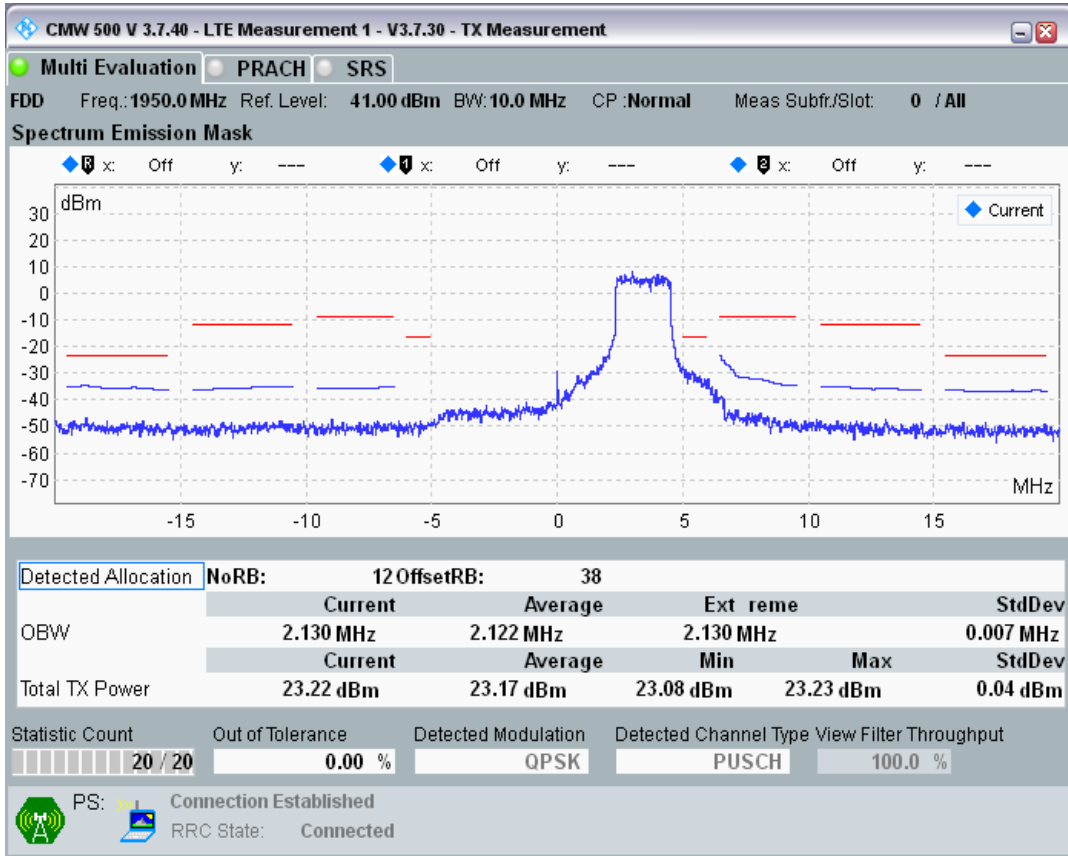 CMW 500 V 3.7.40 - LTE Measurement 1 - V3.7.30 - TX Measurement
Multi Evaluation PRACH SRS
FDD Freq.: 1950.0 MHz Ref. Level: 41.00 dBm BW: 10.0 MHz CP : Normal Meas Subfr./Slot: 0 / All
Spectrum Emission Mask
R x: Off y: --- 1 x: Off y: --- 2 x: Off y: ---
dBm
Current
30
20
10
0
-10
-20
-30
-40
-50
-60
-70
MHz
-15 -10 -5 0 5 10 15
Detected Allocation NoRB: 12 OffsetRB: 38
Current Average Ext reme StdDev
OBW 2.130 MHz 2.122 MHz 2.130 MHz 0.007 MHz
Current Average Min Max StdDev
Total TX Power 23.22 dBm 23.17 dBm 23.08 dBm 23.23 dBm 0.04 dBm
Statistic Count Out of Tolerance Detected Modulation Detected Channel Type View Filter Throughput
20 / 20 0.00 % QPSK PUSCH 100.0 %
PS: Connection Established
RRC State: Connected